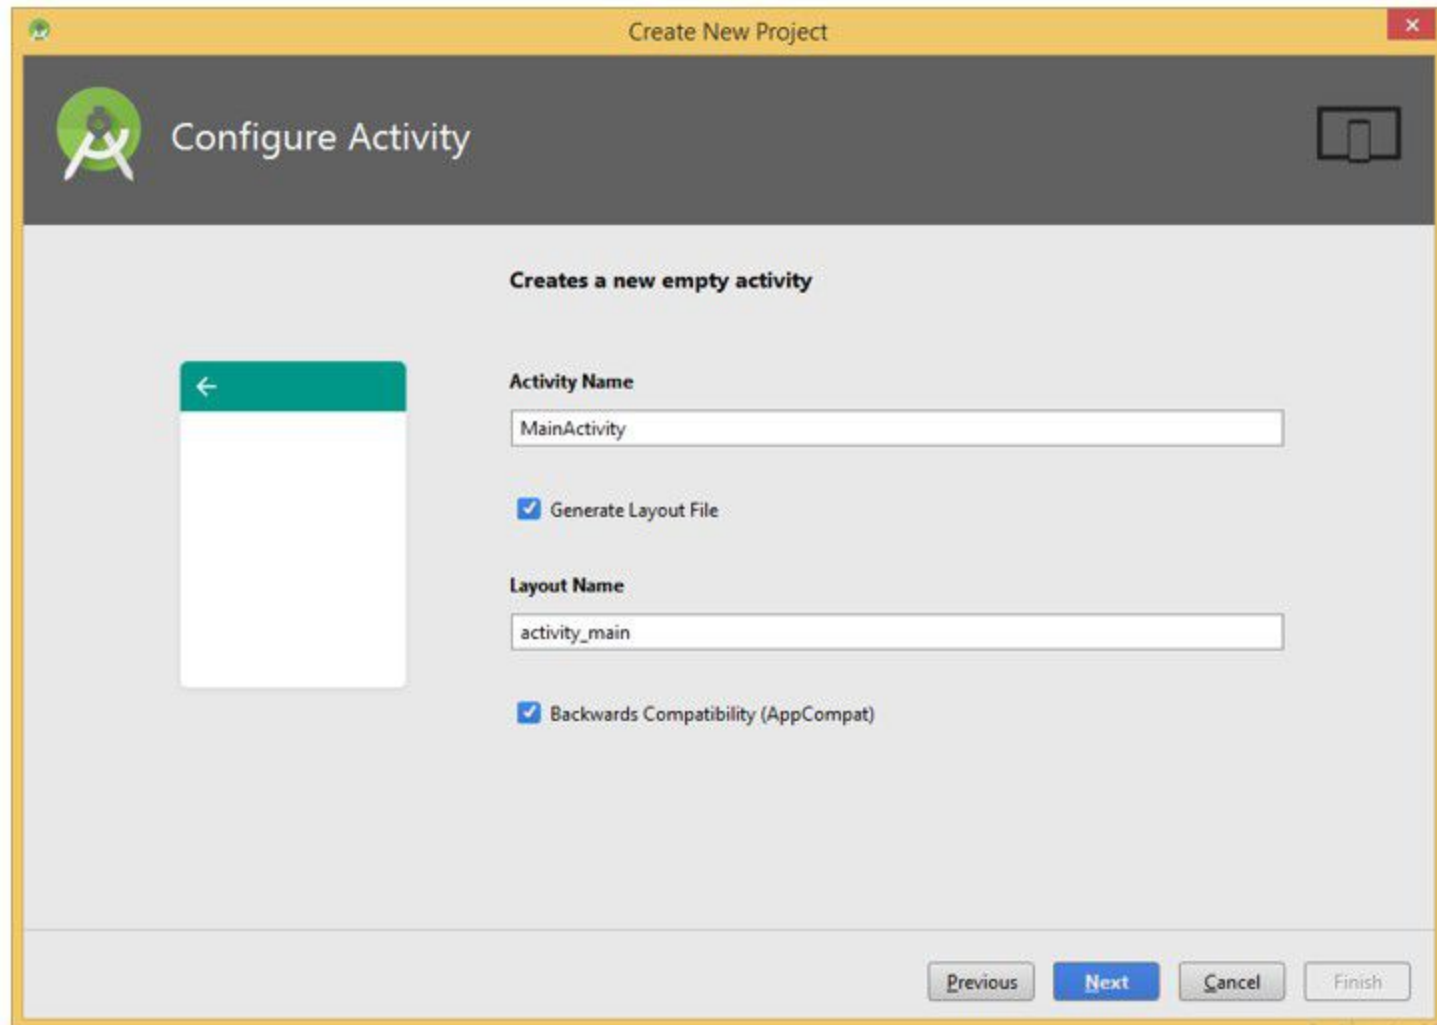 Create New Project
Configure Activity
Creates a new empty activity
Activity Name
MainActivity
Generate Layout File
Layout Name
activity_main
Backwards Compatibility (AppCompat)
Previous Next Cancel Finish